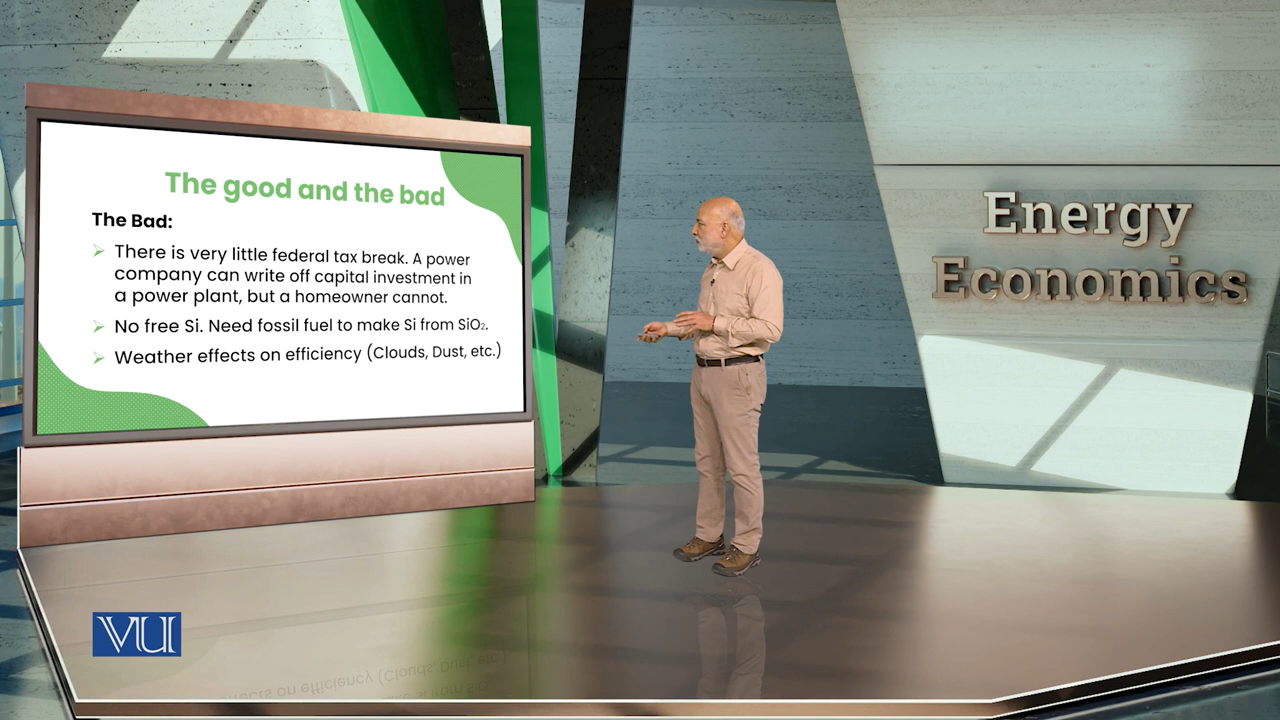 The good and the bad
The Bad:
There is very little federal tax break. A power
company can write off capital investment in
a power plant, but a homeowner cannot.
No free Si. Need fossil fuel to make Si from SiO₂.
Weather effects on efficiency (Clouds, Dust, etc.)
Energy
Economics
VU